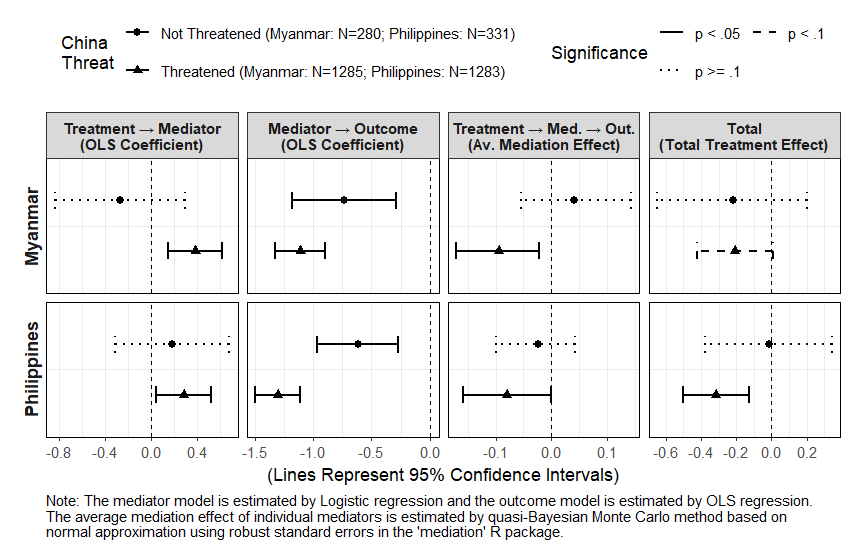 China
Threat
Not Threatened (Myanmar: N=280; Philippines: N=331)
Threatened (Myanmar: N=1285; Philippines: N=1283)
Significance
p < .05
p < .1
p >= .1
Treatment → Mediator
(OLS Coefficient)
Mediator → Outcome
(OLS Coefficient)
Treatment → Med. → Out.
(Av. Mediation Effect)
Total
(Total Treatment Effect)
Myanmar
Philippines
-0.8 -0.4 0.0 0.4
-1.5 -1.0 -0.5 0.0
-0.1 0.0 0.1
-0.6 -0.4 -0.2 0.0 0.2
(Lines Represent 95% Confidence Intervals)
Note: The mediator model is estimated by Logistic regression and the outcome model is estimated by OLS regression.
The average mediation effect of individual mediators is estimated by quasi-Bayesian Monte Carlo method based on
normal approximation using robust standard errors in the 'mediation' R package.